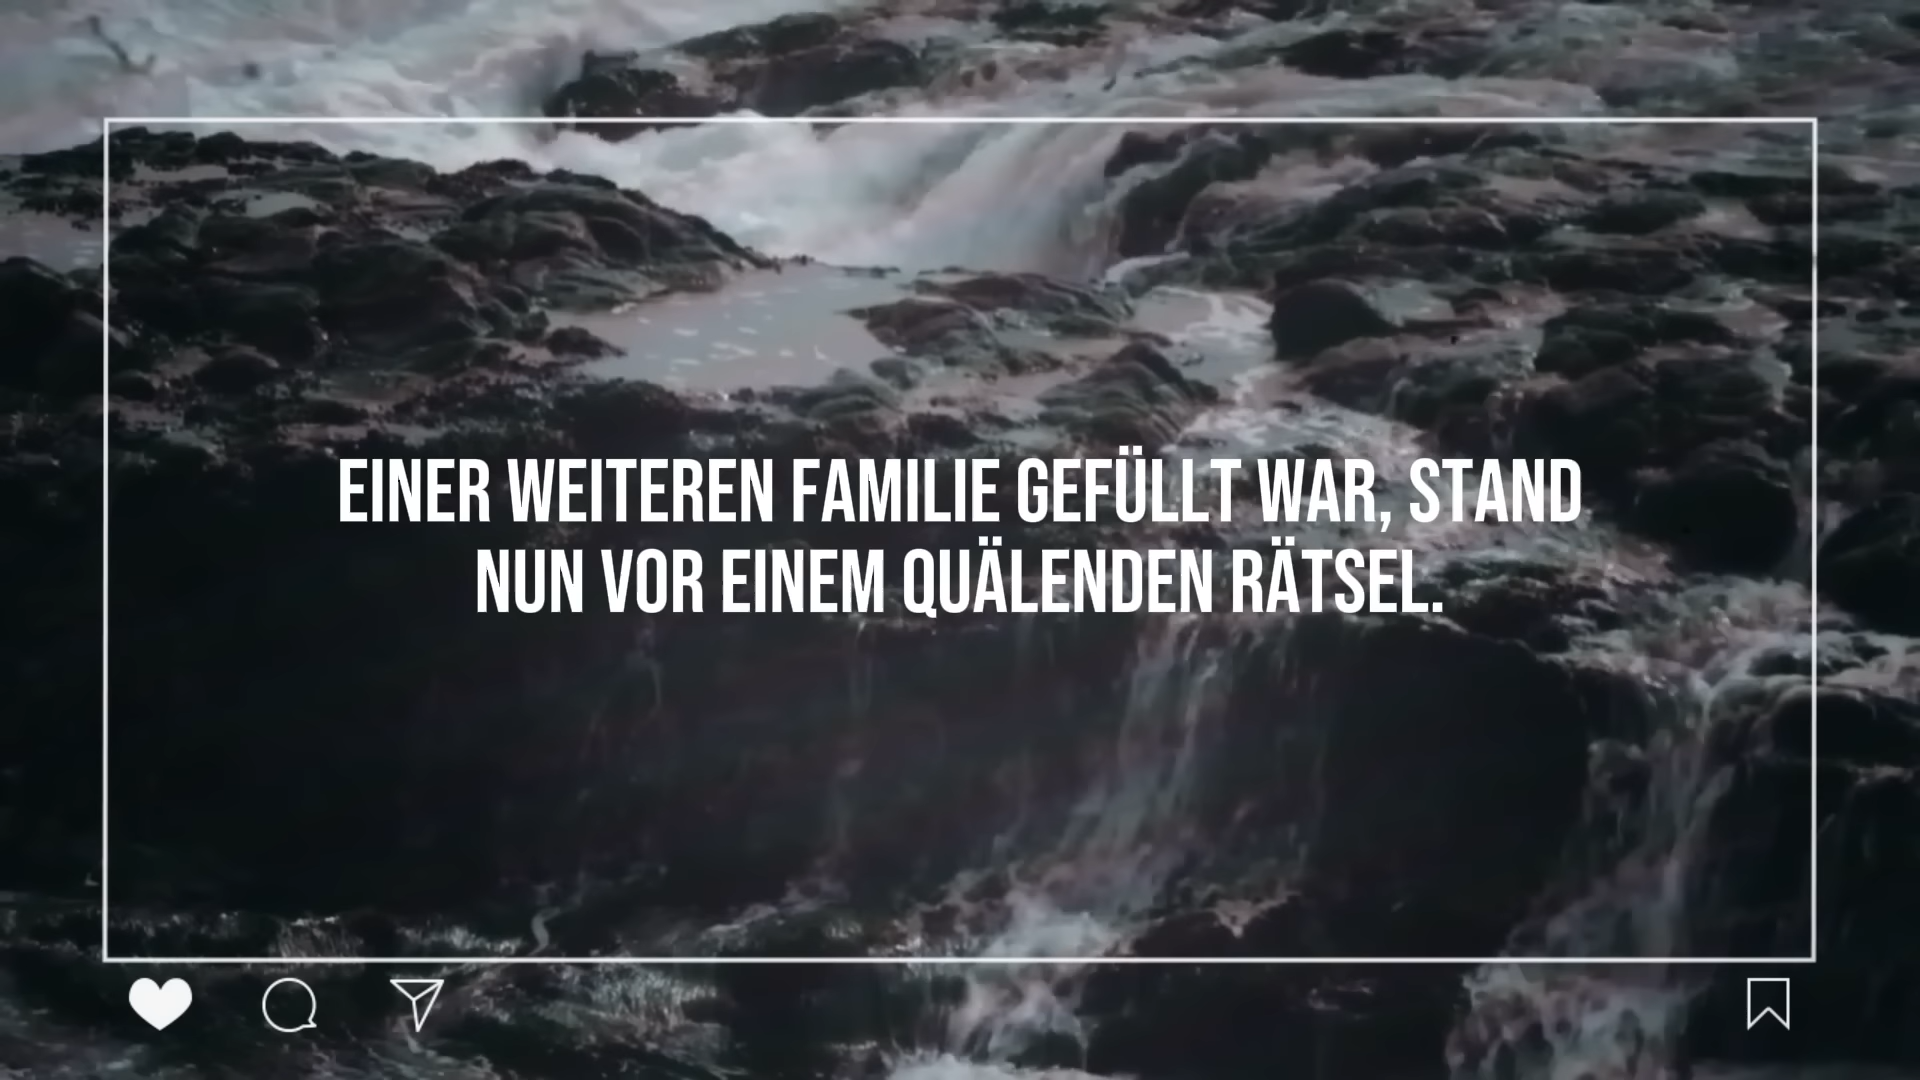 EINER WEITEREN FAMILIE GEFÜLLT WAR, STAND
NUN VOR EINEM QUÄLENDEN RÄTSEL.